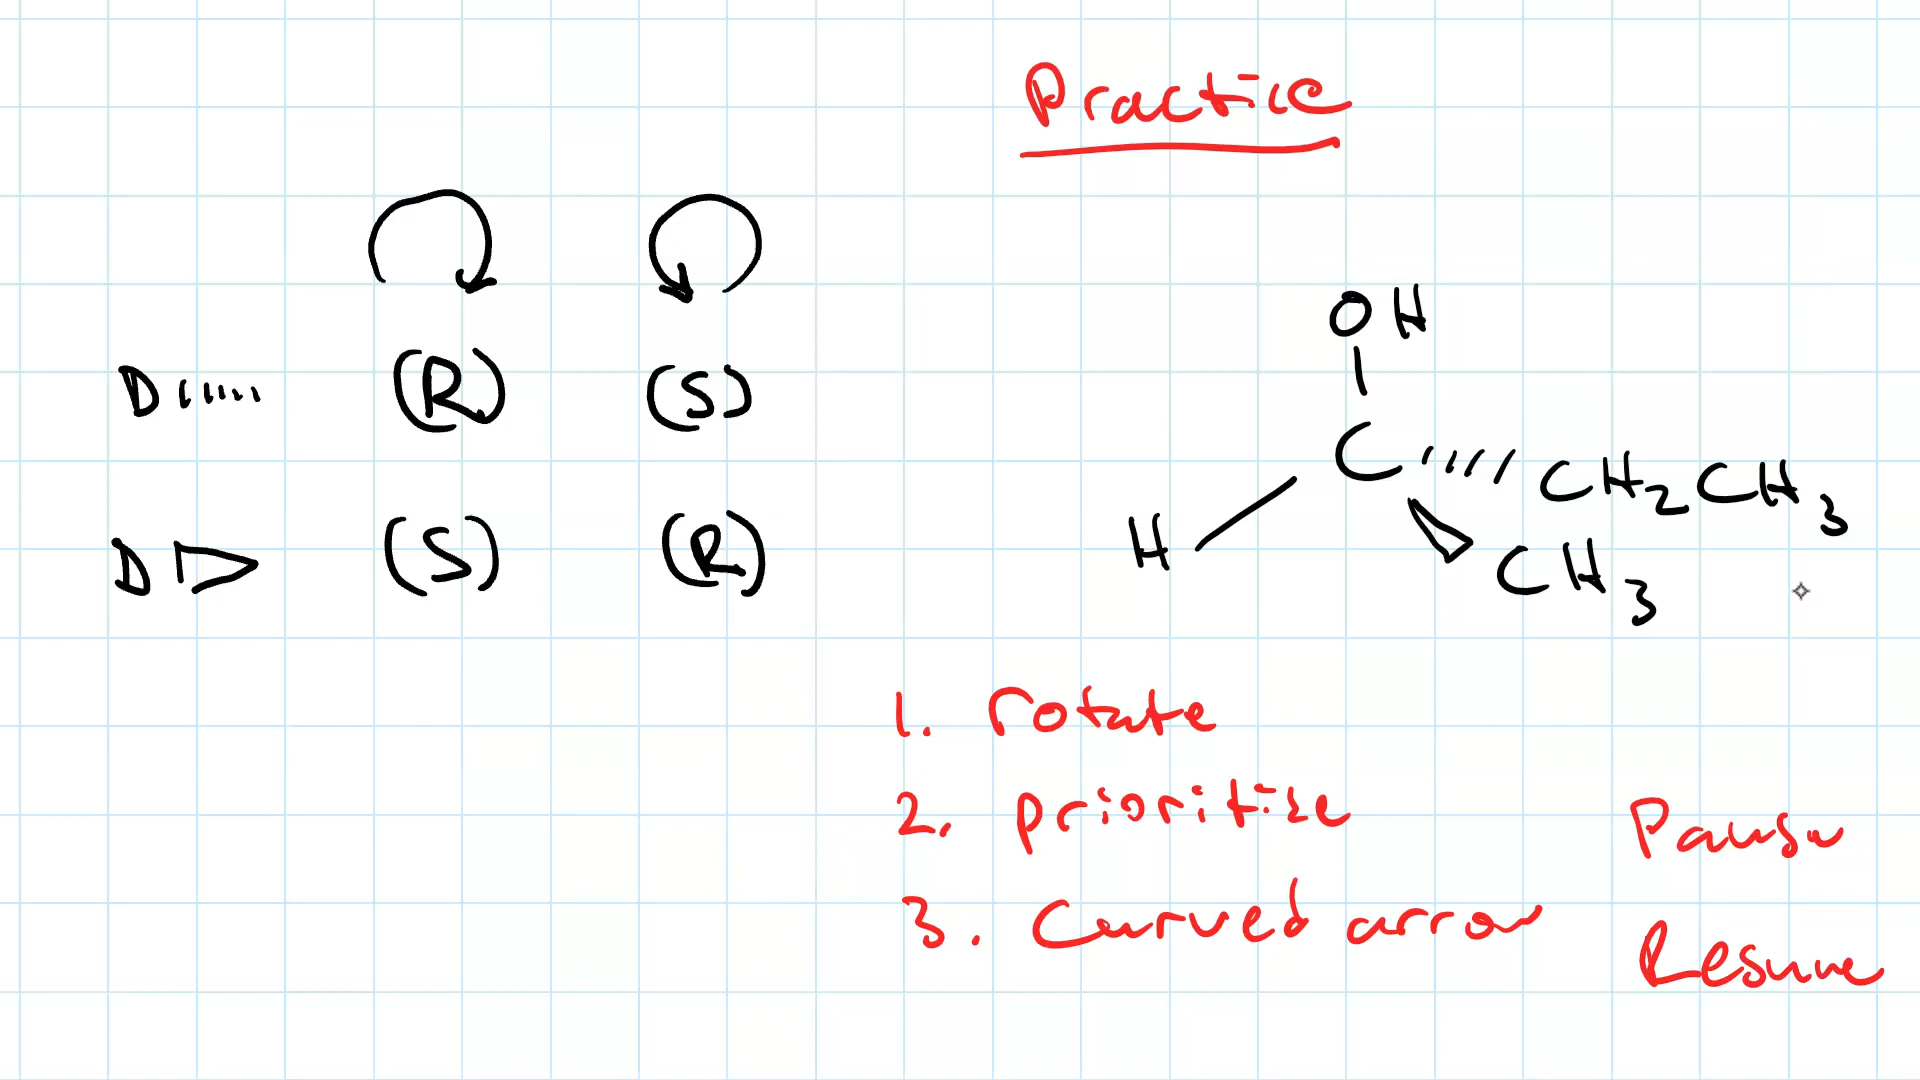 Practice
D (R) (S)
D (S) (R)
OH
C CH2CH3
H
CH3
1. rotate
2. prioritize
3. Curved arrow
Pause
Resume